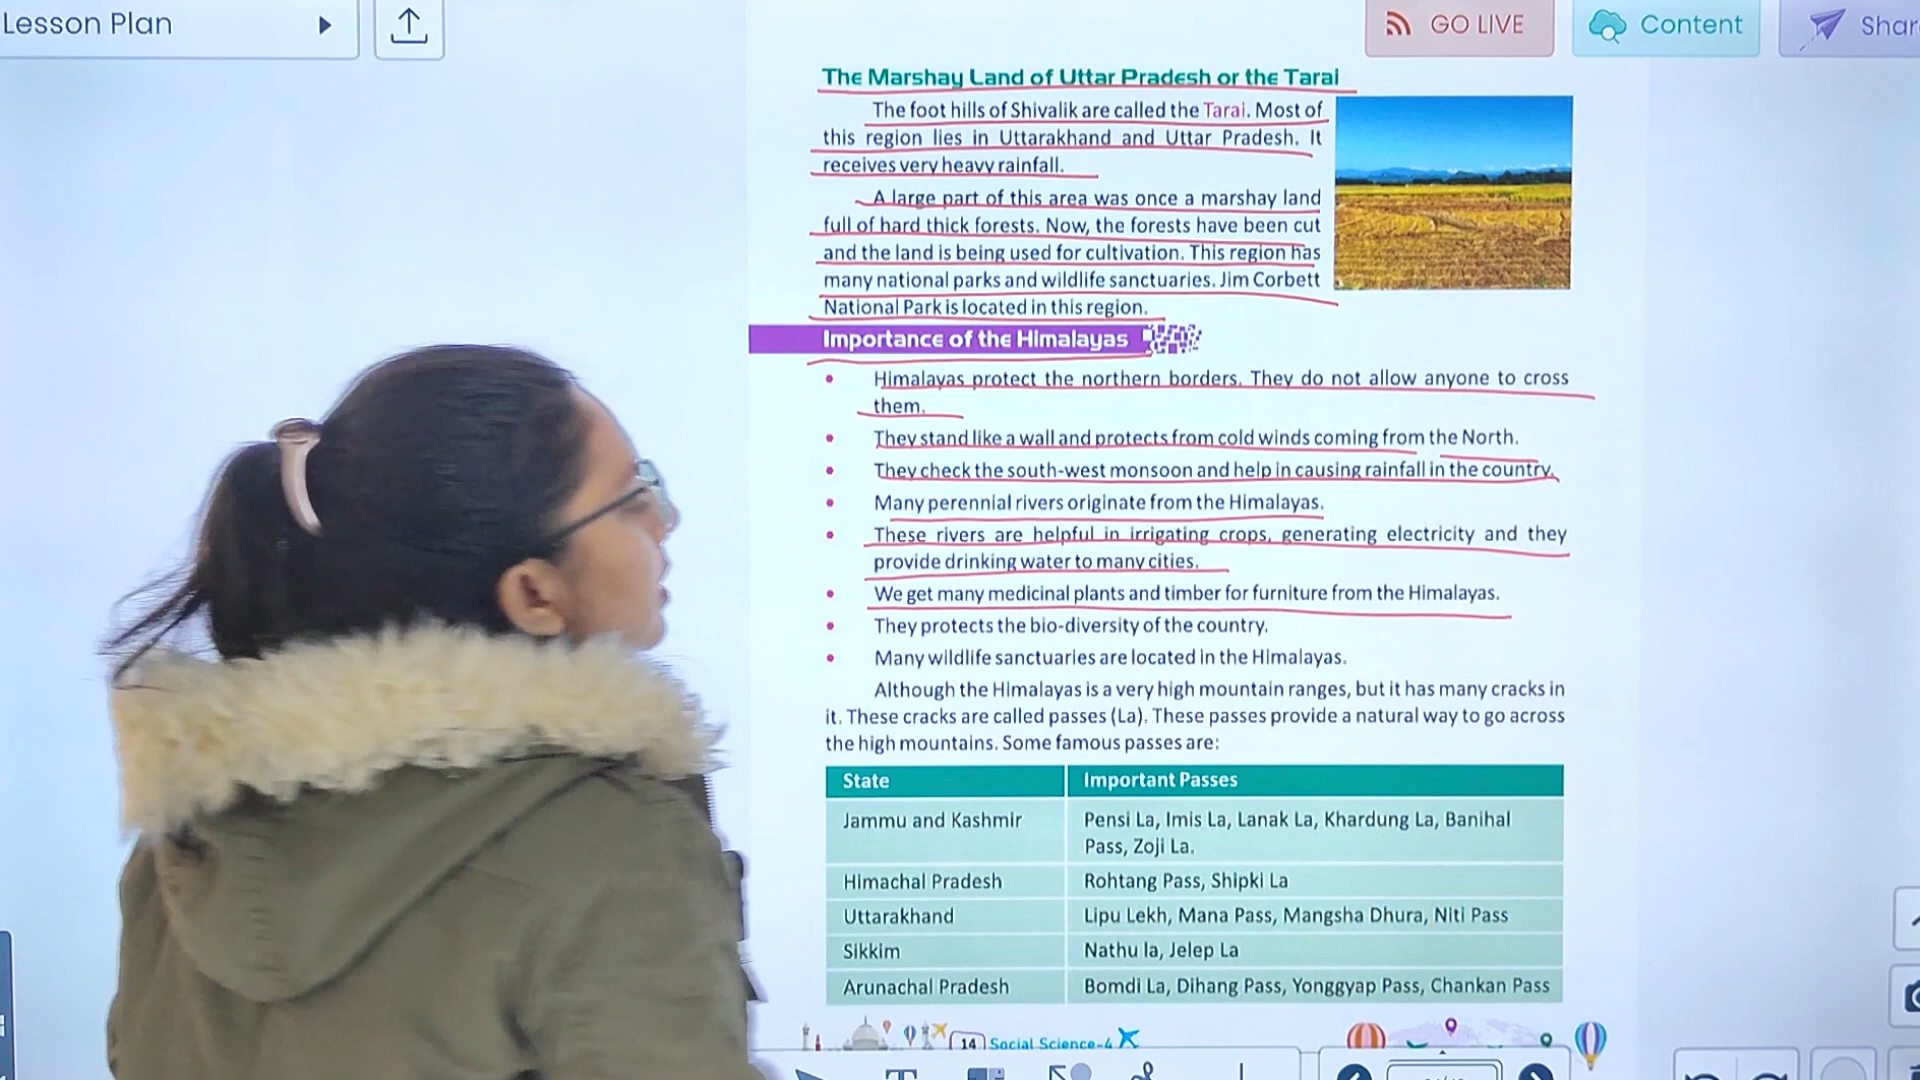 Lesson Plan
GO LIVE
Content
The Marshay Land of Uttar Pradesh or the Tarai
The foot hills of Shivalik are called the Tarai. Most of
this region lies in Uttarakhand and Uttar Pradesh. It
receives very heavy rainfall.
A large part of this area was once a marshay land
full of hard thick forests. Now, the forests have been cut
and the land is being used for cultivation. This region has
many national parks and wildlife sanctuaries. Jim Corbett
National Park is located in this region.
Importance of the Himalayas
• Himalayas protect the northern borders. They do not allow anyone to cross
them.
• They stand like a wall and protects from cold winds coming from the North.
• They check the south-west monsoon and help in causing rainfall in the country.
• Many perennial rivers originate from the Himalayas.
• These rivers are helpful in irrigating crops, generating electricity and they
provide drinking water to many cities.
• We get many medicinal plants and timber for furniture from the Himalayas.
• They protects the bio-diversity of the country.
• Many wildlife sanctuaries are located in the Himalayas.
Although the Himalayas is a very high mountain ranges, but it has many cracks in
it. These cracks are called passes (La). These passes provide a natural way to go across
the high mountains. Some famous passes are:
State Important Passes
Jammu and Kashmir Pensi La, Imis La, Lanak La, Khardung La, Banihal
Pass, Zoji La.
Himachal Pradesh Rohtang Pass, Shipki La
Uttarakhand Lipu Lekh, Mana Pass, Mangsha Dhura, Niti Pass
Sikkim Nathu la, Jelep La
Arunachal Pradesh Bomdi La, Dihang Pass, Yonggyap Pass, Chankan Pass
14 Social Science-4